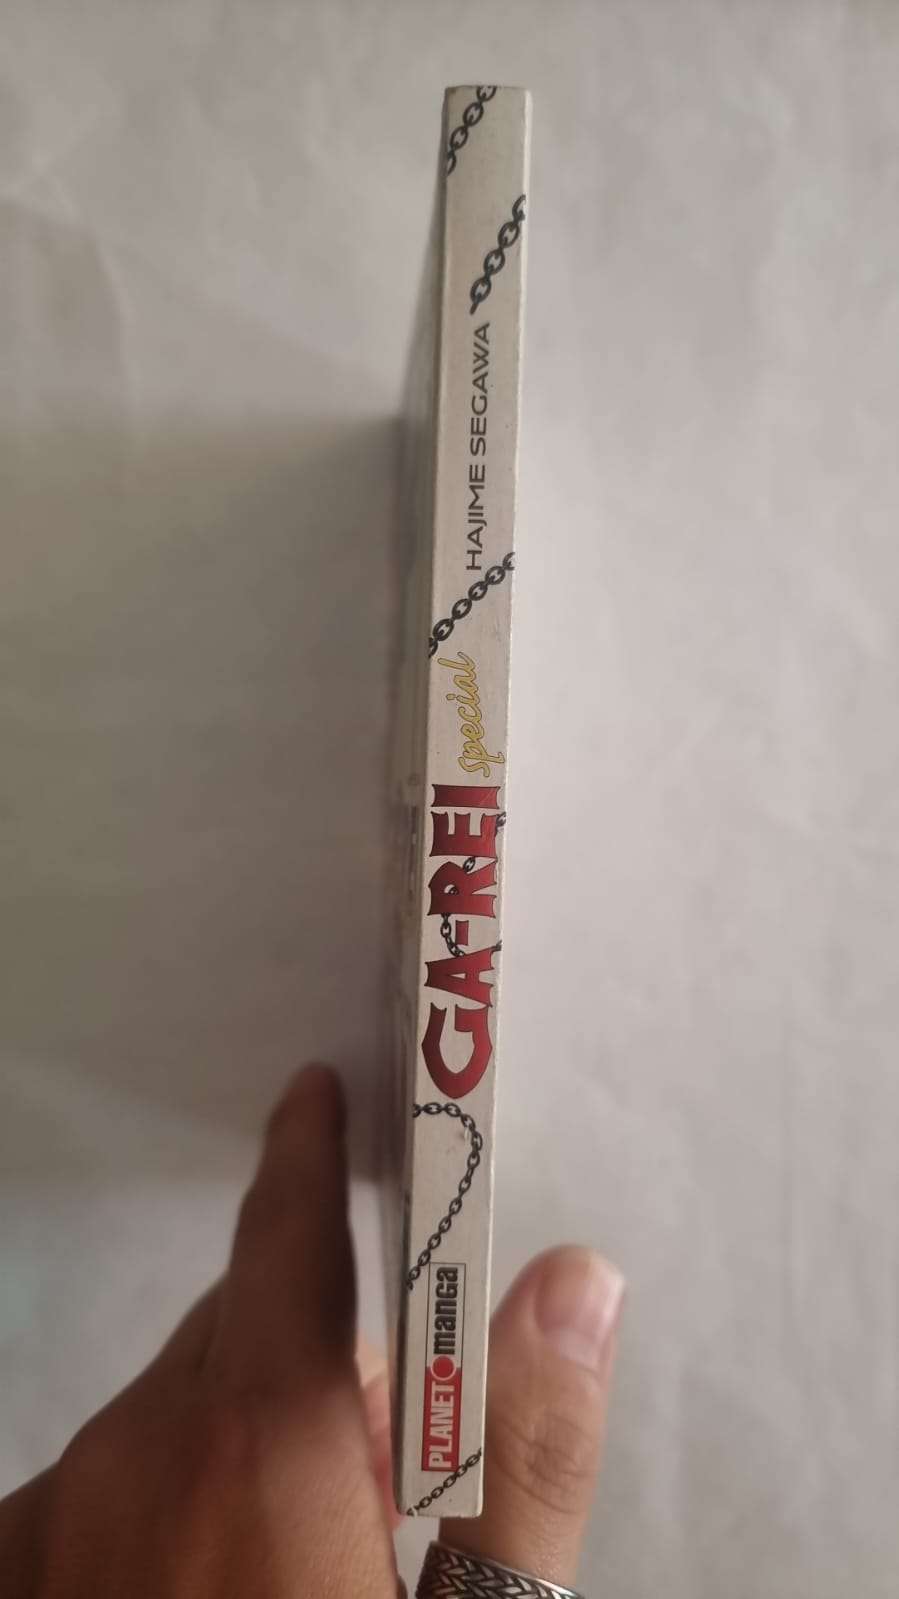 PLANET manga
GA-REI special
HAJIME SEGAWA